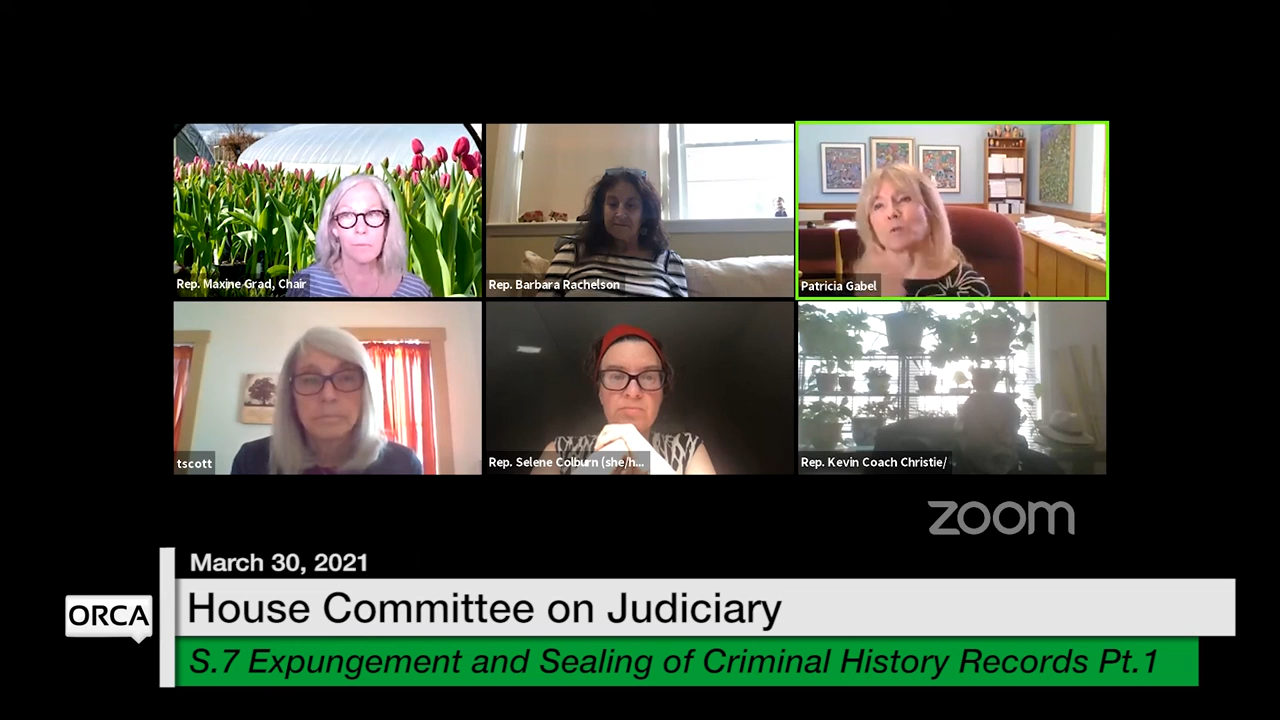 Rep. Maxine Grad, Chair
Rep. Barbara Rachelson
Patricia Gabel
tscott
Rep. Selene Colburn (she/h...
Rep. Kevin Coach Christie/
zoom
March 30, 2021
ORCA
House Committee on Judiciary
S.7 Expungement and Sealing of Criminal History Records Pt.1